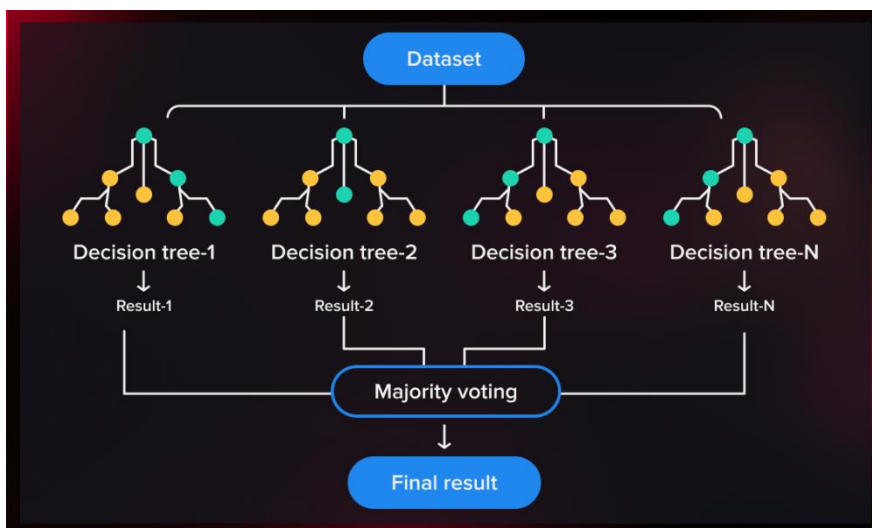 Dataset
Decision tree-1
Decision tree-2
Decision tree-3
Decision tree-N
Result-1
Result-2
Result-3
Result-N
Majority voting
Final result